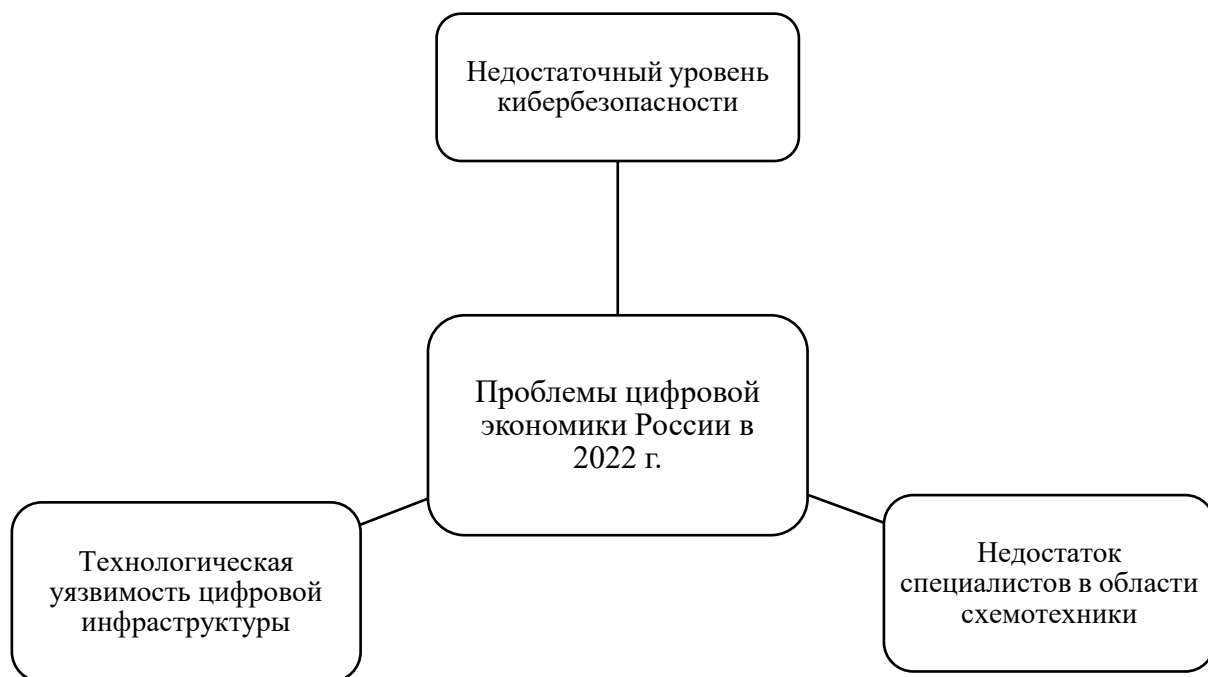 Недостаточный уровень
кибербезопасности
Проблемы цифровой
экономики России в
2022 г.
Технологическая
уязвимость цифровой
инфраструктуры
Недостаток
специалистов в области
схемотехники